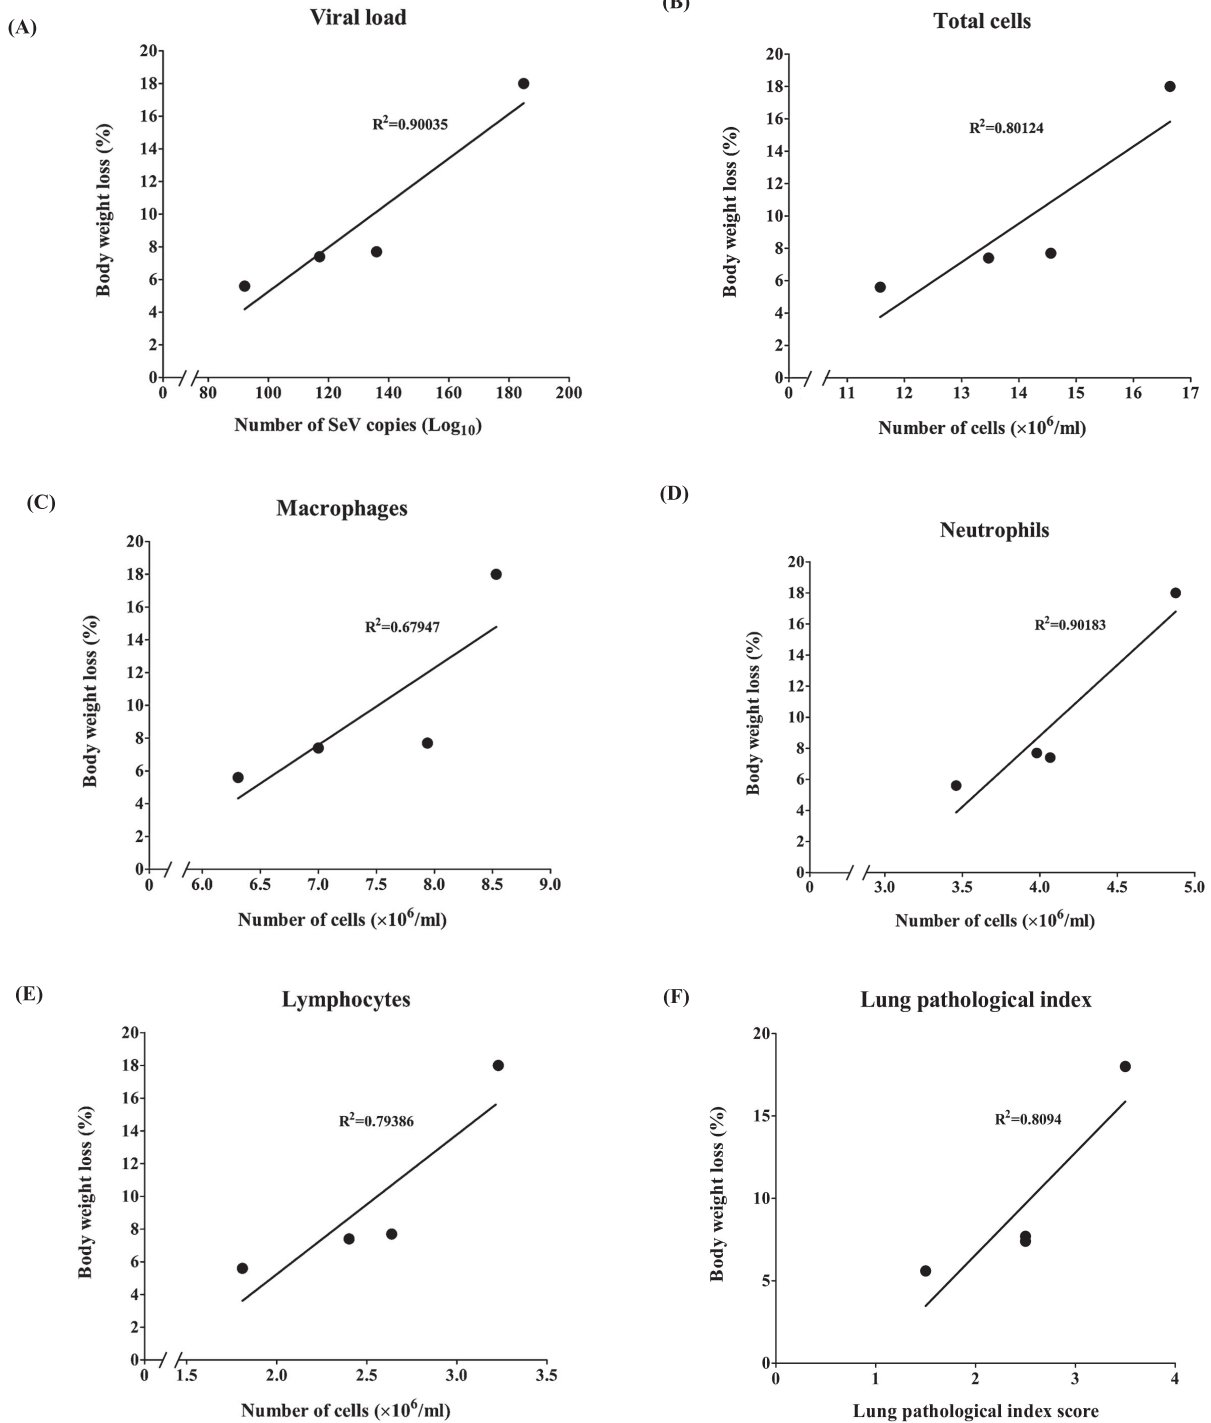 (A)
Viral load
20
18
16
14
12
10
8
6
4
2
0
R²=0.90035
Body weight loss (%)
0 80 100 120 140 160 180 200
Number of SeV copies (Log₁₀)
(B)
Total cells
20
18
16
14
12
10
8
6
4
2
0
R²=0.80124
Body weight loss (%)
0 11 12 13 14 15 16 17
Number of cells (×10⁶/ml)
(C)
Macrophages
20
18
16
14
12
10
8
6
4
2
0
R²=0.67947
Body weight loss (%)
0 6.0 6.5 7.0 7.5 8.0 8.5 9.0
Number of cells (×10⁶/ml)
(D)
Neutrophils
20
18
16
14
12
10
8
6
4
2
0
R²=0.90183
Body weight loss (%)
0 3.0 3.5 4.0 4.5 5.0
Number of cells (×10⁶/ml)
(E)
Lymphocytes
20
18
16
14
12
10
8
6
4
2
0
R²=0.79386
Body weight loss (%)
0 1.5 2.0 2.5 3.0 3.5
Number of cells (×10⁶/ml)
(F)
Lung pathological index
20
15
10
5
0
R²=0.8094
Body weight loss (%)
0 1 2 3 4
Lung pathological index score